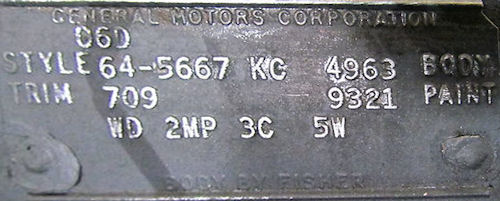 GENERAL MOTORS CORPORATION
06D
STYLE 64-5667 KC 4963 BODY
TRIM 709 9321 PAINT
WD 2MP 3C 5W
BODY BY FISHER